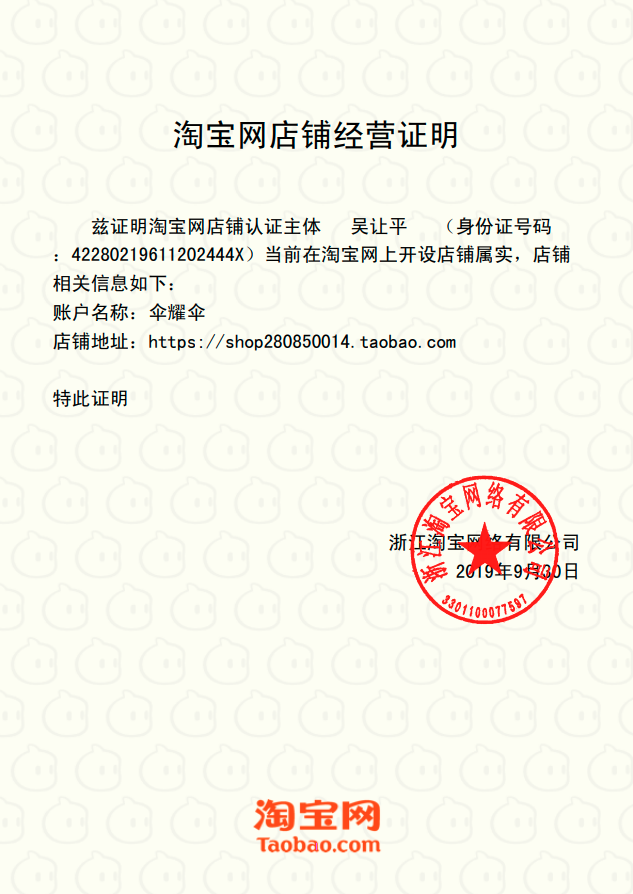 淘宝网店铺经营证明
兹证明淘宝网店铺认证主体 吴让平 （身份证号码
：42280219611202444X）当前在淘宝网上开设店铺属实，店铺
相关信息如下：
账户名称：伞耀伞
店铺地址：https://shop280850014.taobao.com
特此证明
浙江淘宝网络有限公司
2019年9月30日
浙江淘宝网络有限公司
3301100077597
淘宝网
Taobao.com